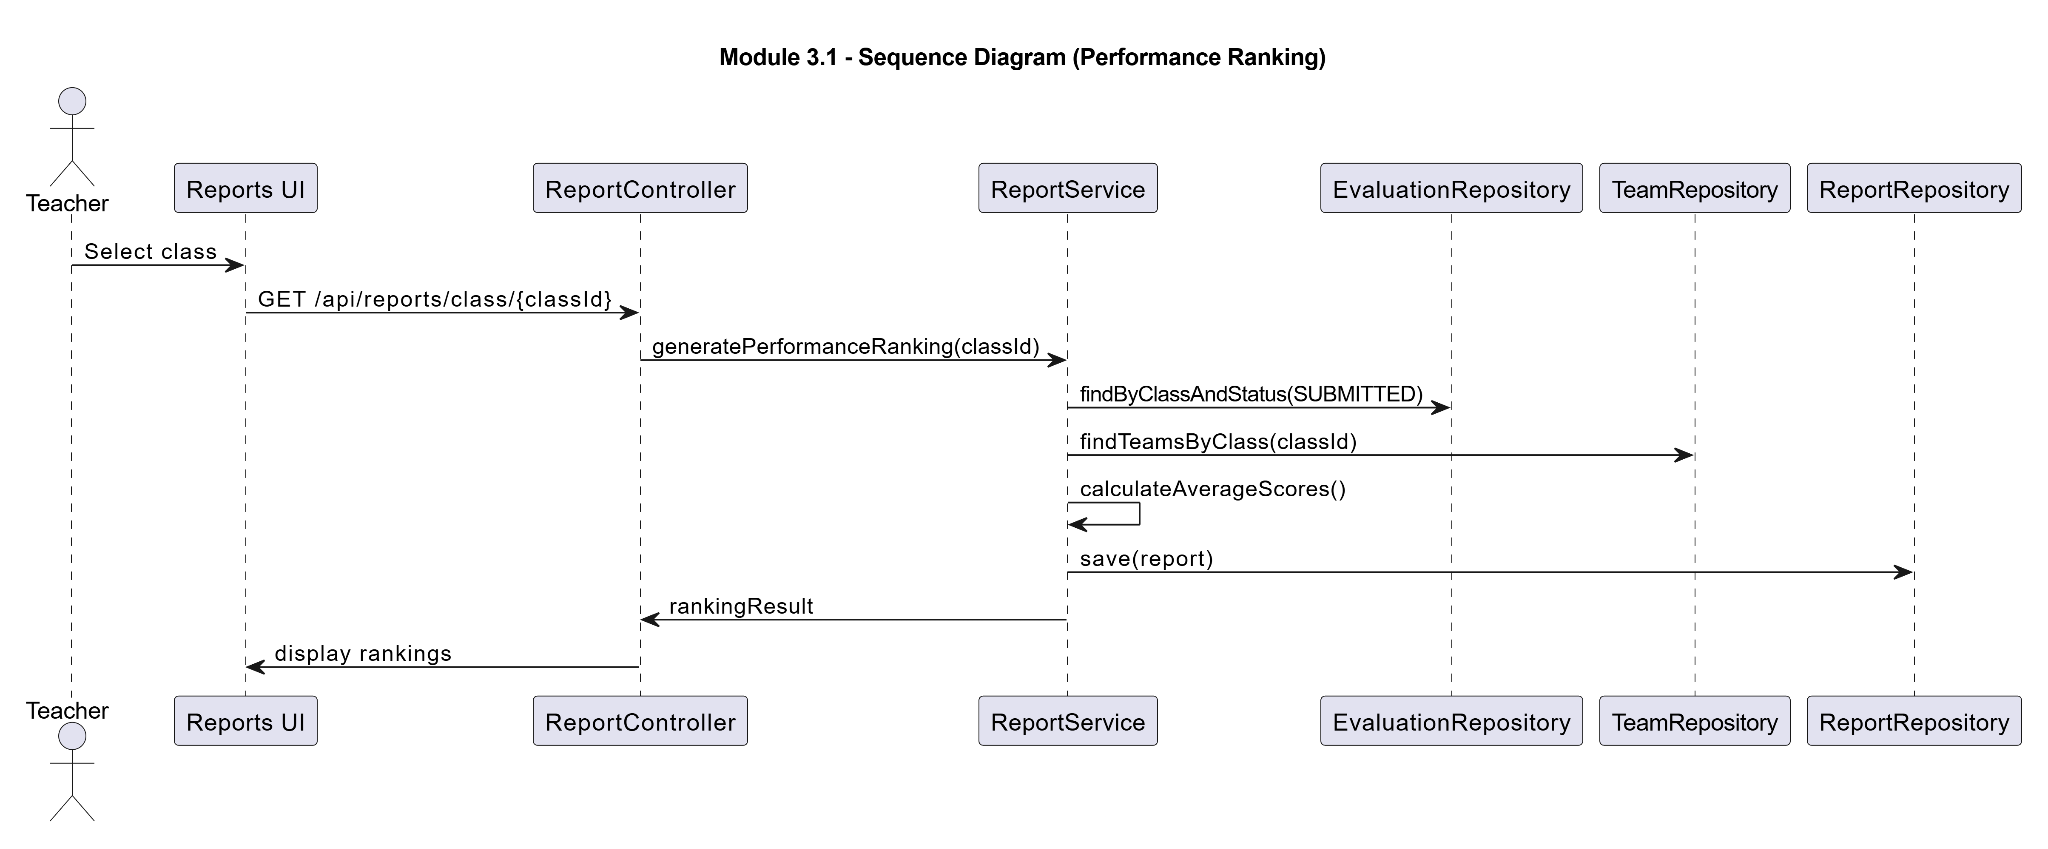 Module 3.1 - Sequence Diagram (Performance Ranking)
Teacher
Reports UI
ReportController
ReportService
EvaluationRepository
TeamRepository
ReportRepository
Select class
GET /api/reports/class/{classId}
generatePerformanceRanking(classId)
findByClassAndStatus(SUBMITTED)
findTeamsByClass(classId)
calculateAverageScores()
save(report)
rankingResult
display rankings
Teacher
Reports UI
ReportController
ReportService
EvaluationRepository
TeamRepository
ReportRepository